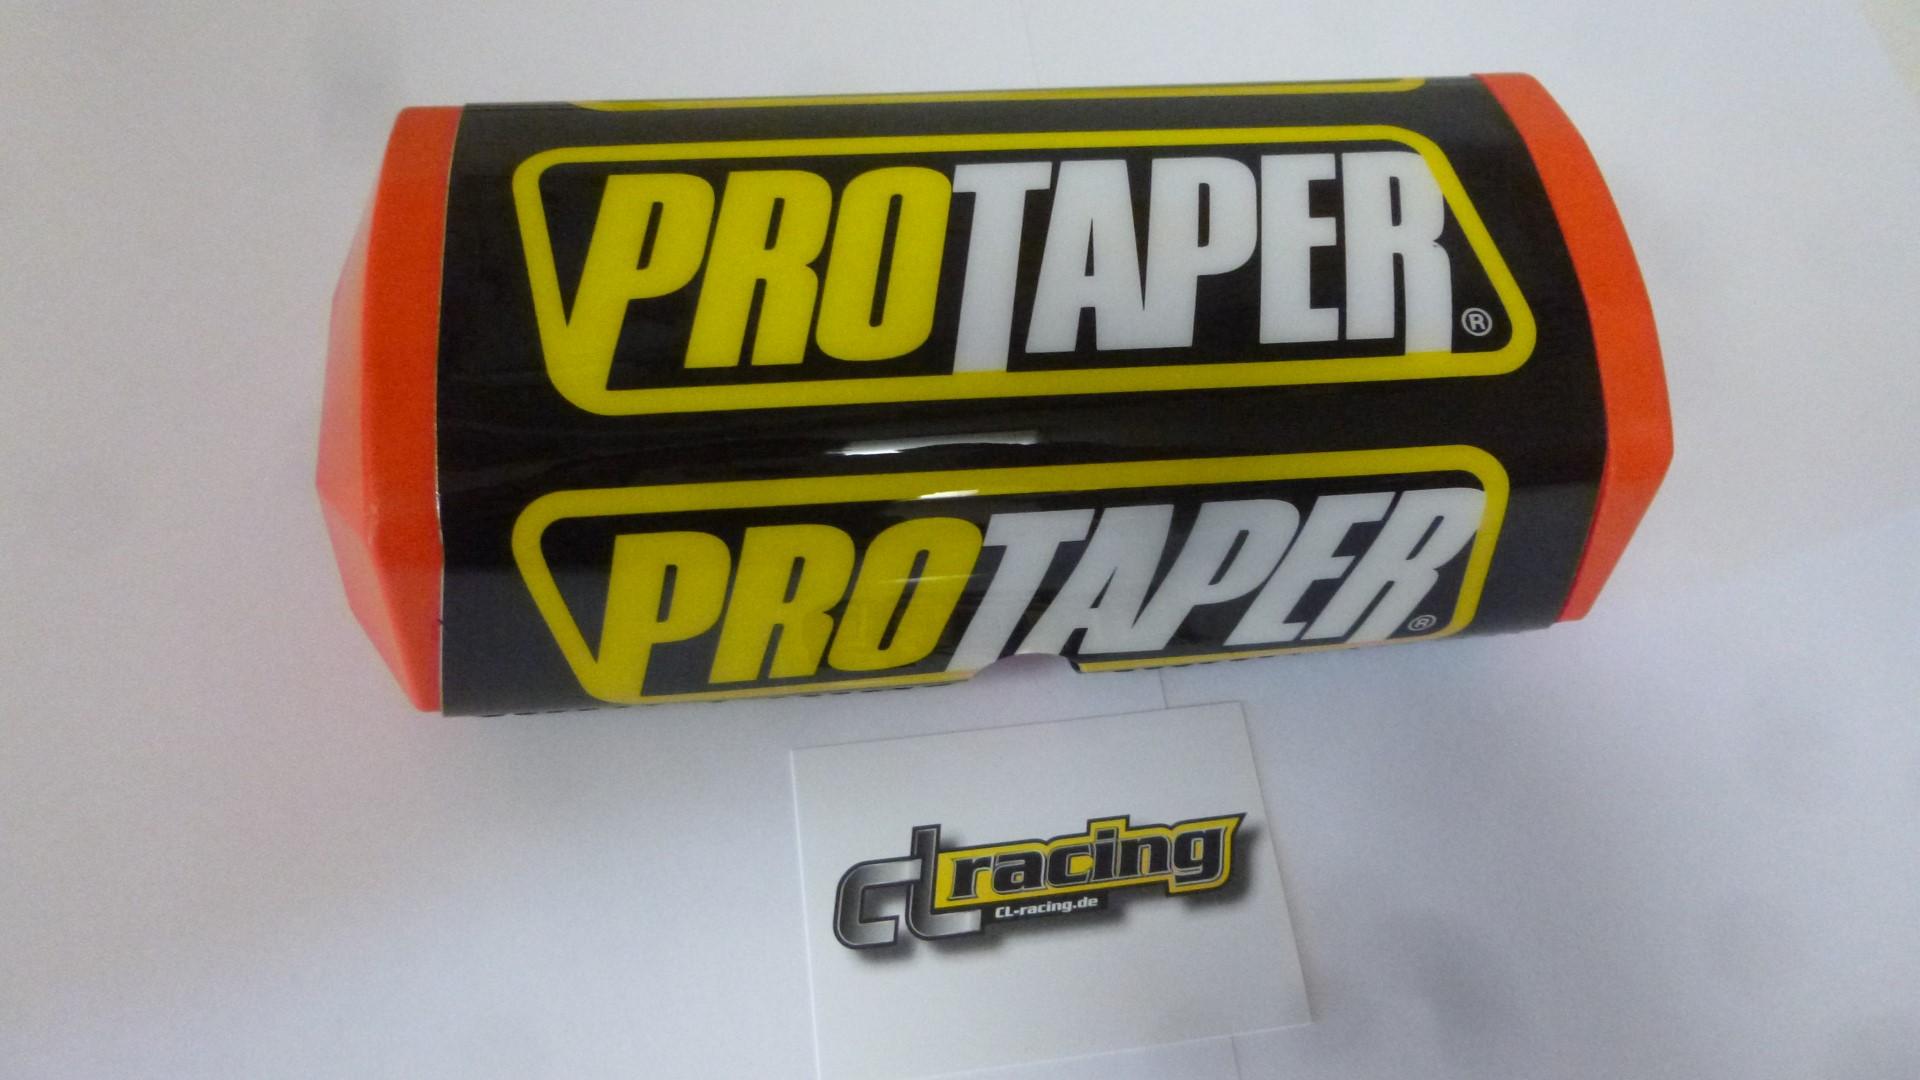 PROTAPER®
PROTAPER®
cl racing
CL-racing.de